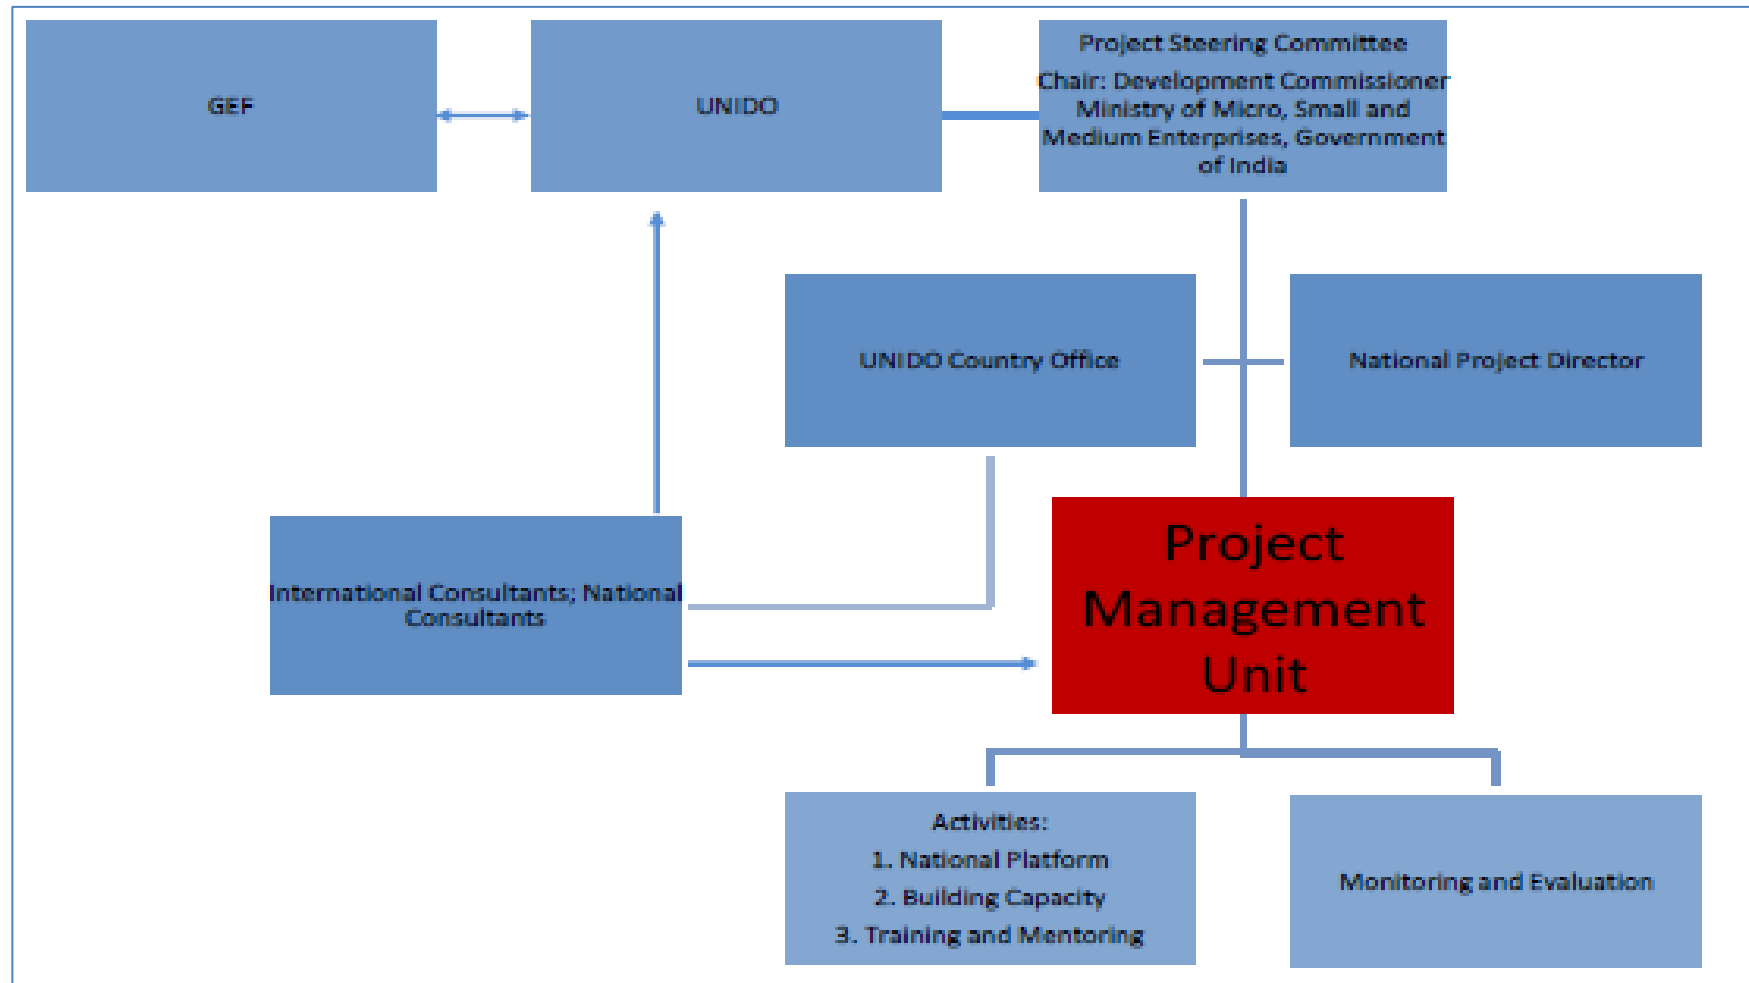 GEF
UNIDO
Project Steering Committee
Chair: Development Commissioner
Ministry of Micro, Small and
Medium Enterprises, Government
of India
UNIDO Country Office
National Project Director
International Consultants; National
Consultants
Project
Management
Unit
Activities:
1. National Platform
2. Building Capacity
3. Training and Mentoring
Monitoring and Evaluation